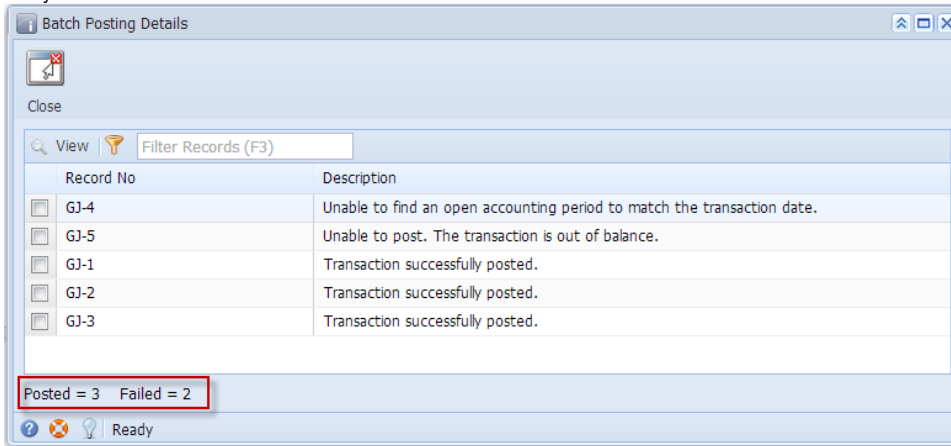 Batch Posting Details
Close
View Filter Records (F3)
Record No Description
GJ-4 Unable to find an open accounting period to match the transaction date.
GJ-5 Unable to post. The transaction is out of balance.
GJ-1 Transaction successfully posted.
GJ-2 Transaction successfully posted.
GJ-3 Transaction successfully posted.
Posted = 3 Failed = 2
Ready